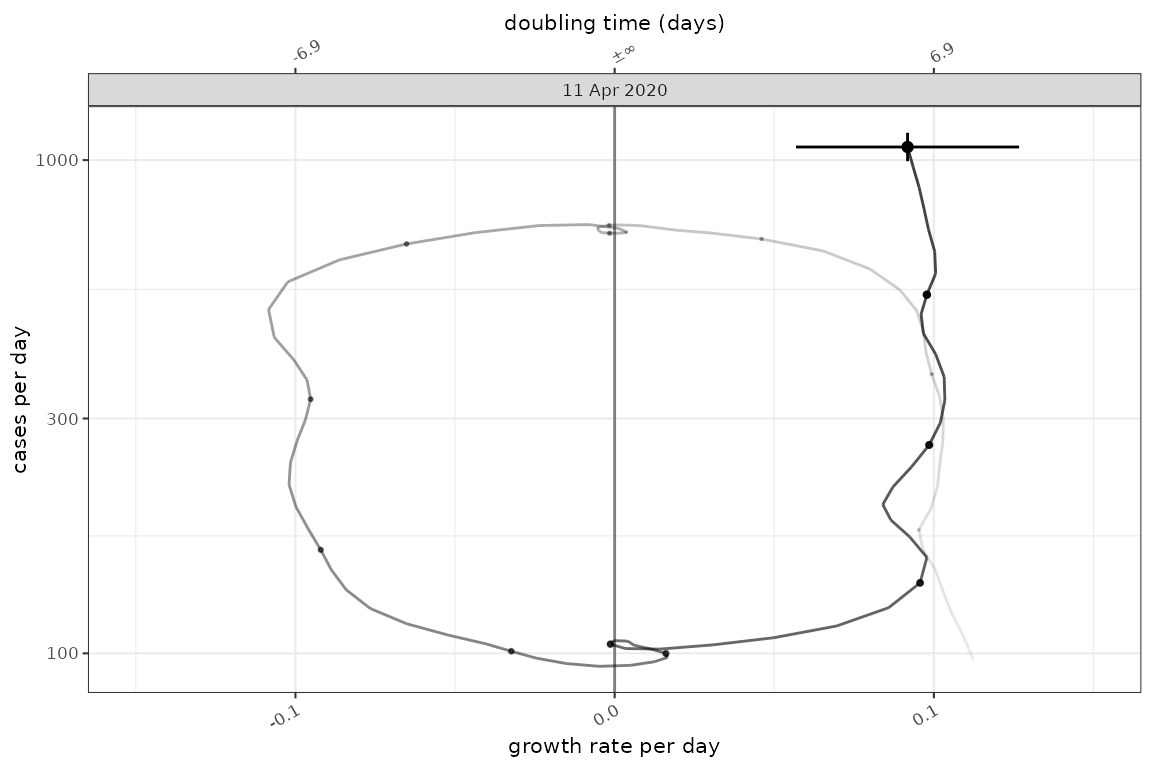 doubling time (days)
-6.9
±∞
6.9
11 Apr 2020
1000
300
100
cases per day
-0.1
0.0
0.1
growth rate per day